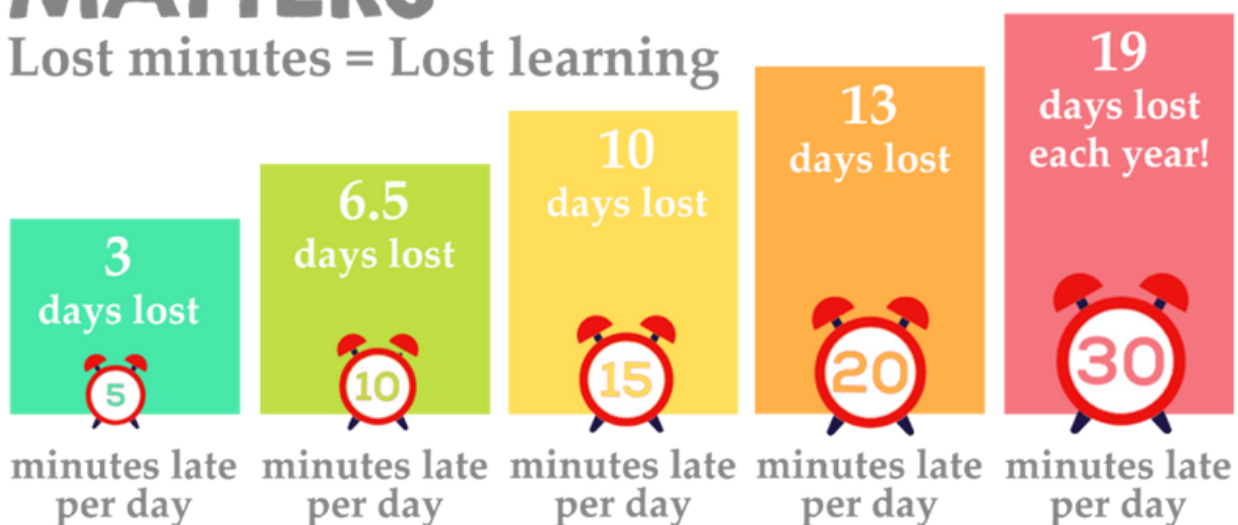 MATTERS
Lost minutes = Lost learning
3
days lost
5
minutes late
per day
6.5
days lost
10
minutes late
per day
10
days lost
15
minutes late
per day
13
days lost
20
minutes late
per day
19
days lost
each year!
30
minutes late
per day